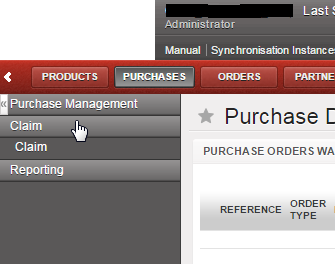 Last S
Administrator
Manual Synchronisation Instances
PRODUCTS PURCHASES ORDERS PARTNE
Purchase Management
Claim
Claim
Reporting
Purchase D
PURCHASE ORDERS WA
REFERENCE ORDER TYPE